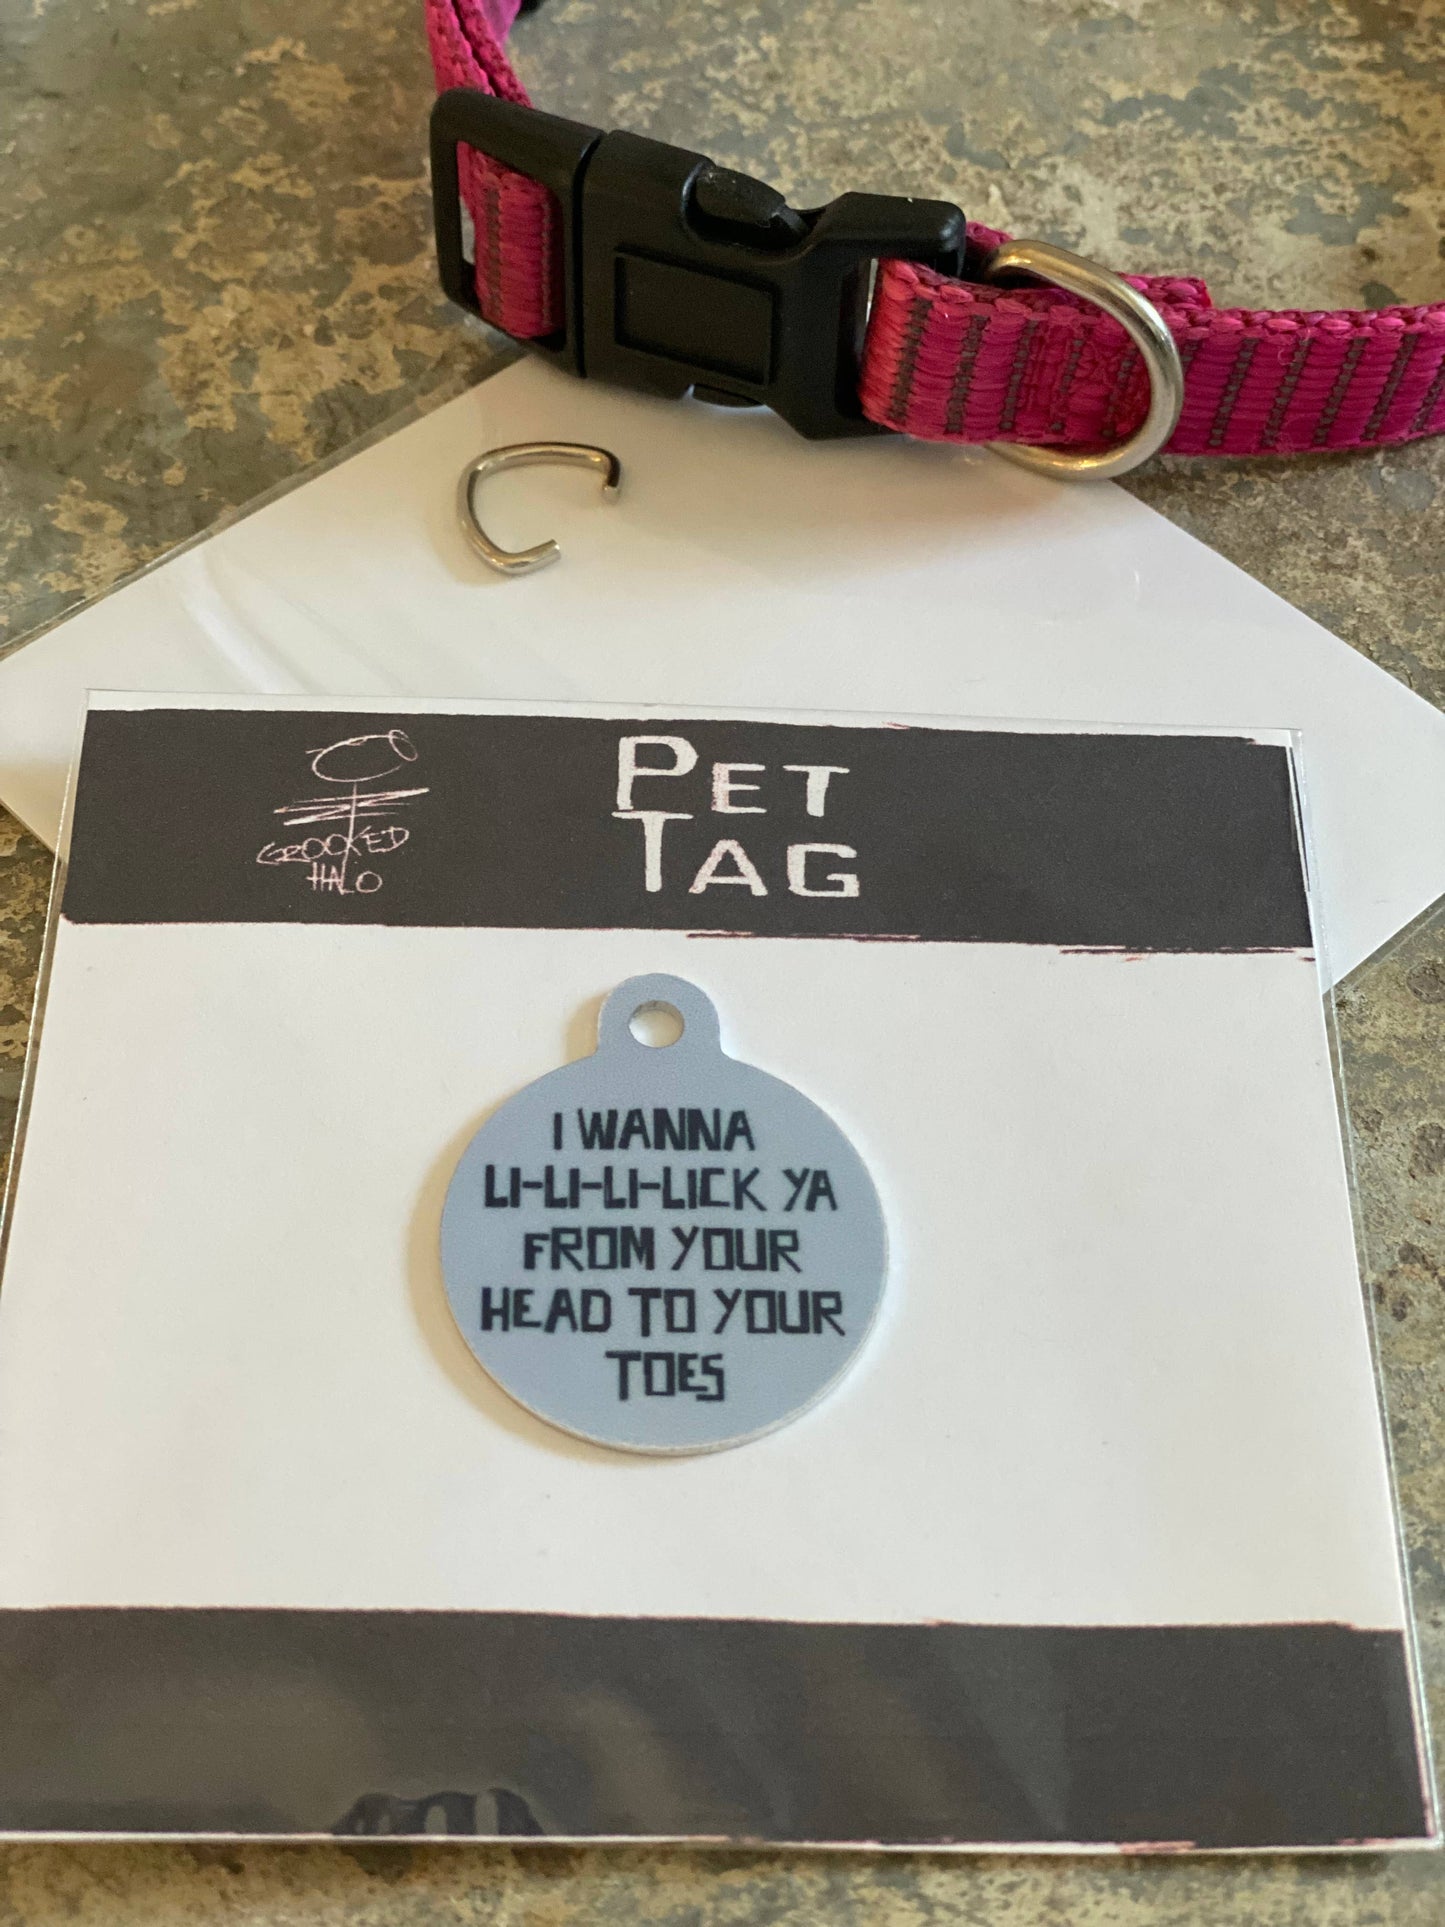 CROOKED
HALO
PET
TAG
I WANNA
LI-LI-LI-LICK YA
FROM YOUR
HEAD TO YOUR
TOES